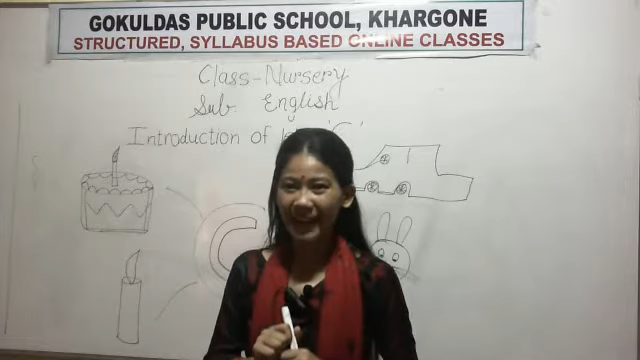 GOKULDAS PUBLIC SCHOOL, KHARGONE
STRUCTURED, SYLLABUS BASED ONLINE CLASSES
Class-Nursery
Sub. English
Introduction of 'C'
C